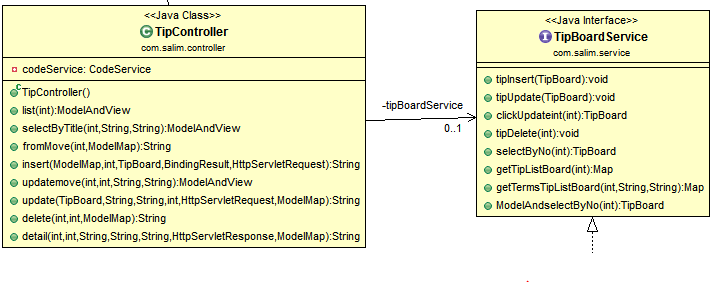 <<Java Class>>
C TipController
com.salim.controller
codeService: CodeService
C TipController()
list(int):ModelAndView
selectByTitle(int,String,String):ModelAndView
fromMove(int,ModelMap):String
insert(ModelMap,int,TipBoard,BindingResult,HttpServletRequest):String
updatemove(int,int,String,String):ModelAndView
update(TipBoard,String,String,int,HttpServletRequest,ModelMap):String
delete(int,int,ModelMap):String
detail(int,int,String,String,String,HttpServletResponse,ModelMap):String
-tipBoardService
0..1
<<Java Interface>>
I TipBoardService
com.salim.service
tipInsert(TipBoard):void
tipUpdate(TipBoard):void
clickUpdateint(int):TipBoard
tipDelete(int):void
selectByNo(int):TipBoard
getTipListBoard(int):Map
getTermsTipListBoard(int,String,String):Map
ModelAndselectByNo(int):TipBoard